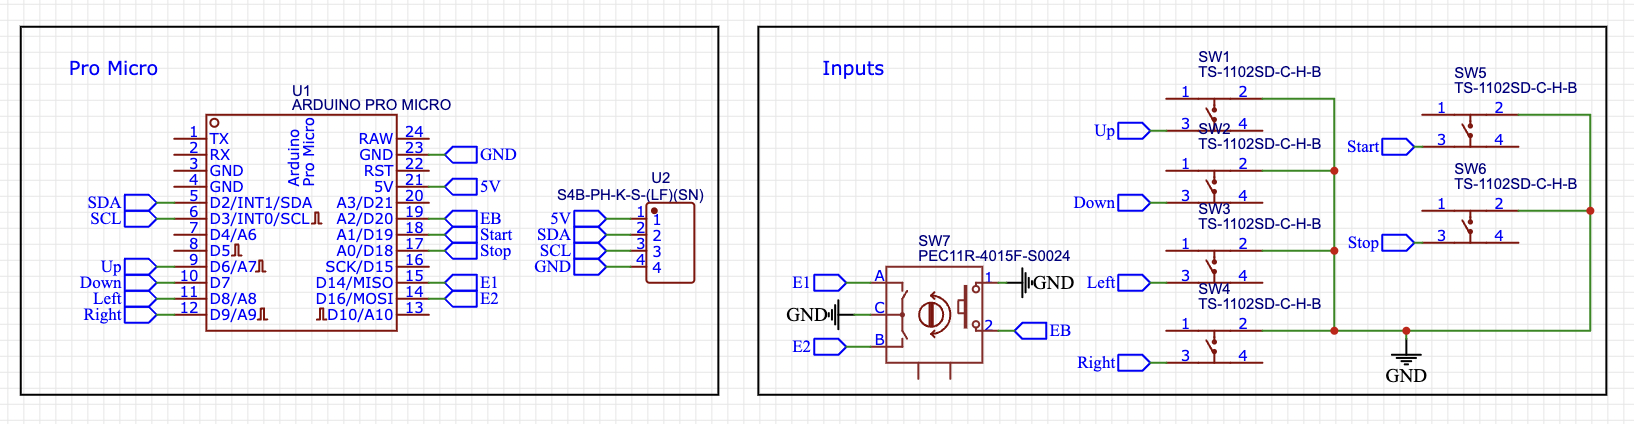 Pro Micro
U1
ARDUINO PRO MICRO
Arduino
Pro Micro
1 TX RAW 24
2 RX GND 23 GND
3 GND RST 22
4 GND 5V 21 5V
SDA 5 D2/INT1/SDA A3/D21 20
SCL 6 D3/INT0/SCL A2/D20 19 EB
7 D4/A6 A1/D19 18 Start
8 D5 A0/D18 17 Stop
Up 9 D6/A7 SCK/D15 16
Down 10 D7 D14/MISO 15 E1
Left 11 D8/A8 D16/MOSI 14 E2
Right 12 D9/A9 D10/A10 13
U2
S4B-PH-K-S-(LF)(SN)
5V 1 1
SDA 2 2
SCL 3 3
GND 4 4
Inputs
SW7
PEC11R-4015F-S0024
E1 A 1 GND
GND C
E2 B 2 EB
SW1
TS-1102SD-C-H-B
1 2
Up 3 4
SW2
TS-1102SD-C-H-B
1 2
Down 3 4
SW3
TS-1102SD-C-H-B
1 2
Left 3 4
SW4
TS-1102SD-C-H-B
1 2
Right 3 4
SW5
TS-1102SD-C-H-B
1 2
Start 3 4
SW6
TS-1102SD-C-H-B
1 2
Stop 3 4
GND